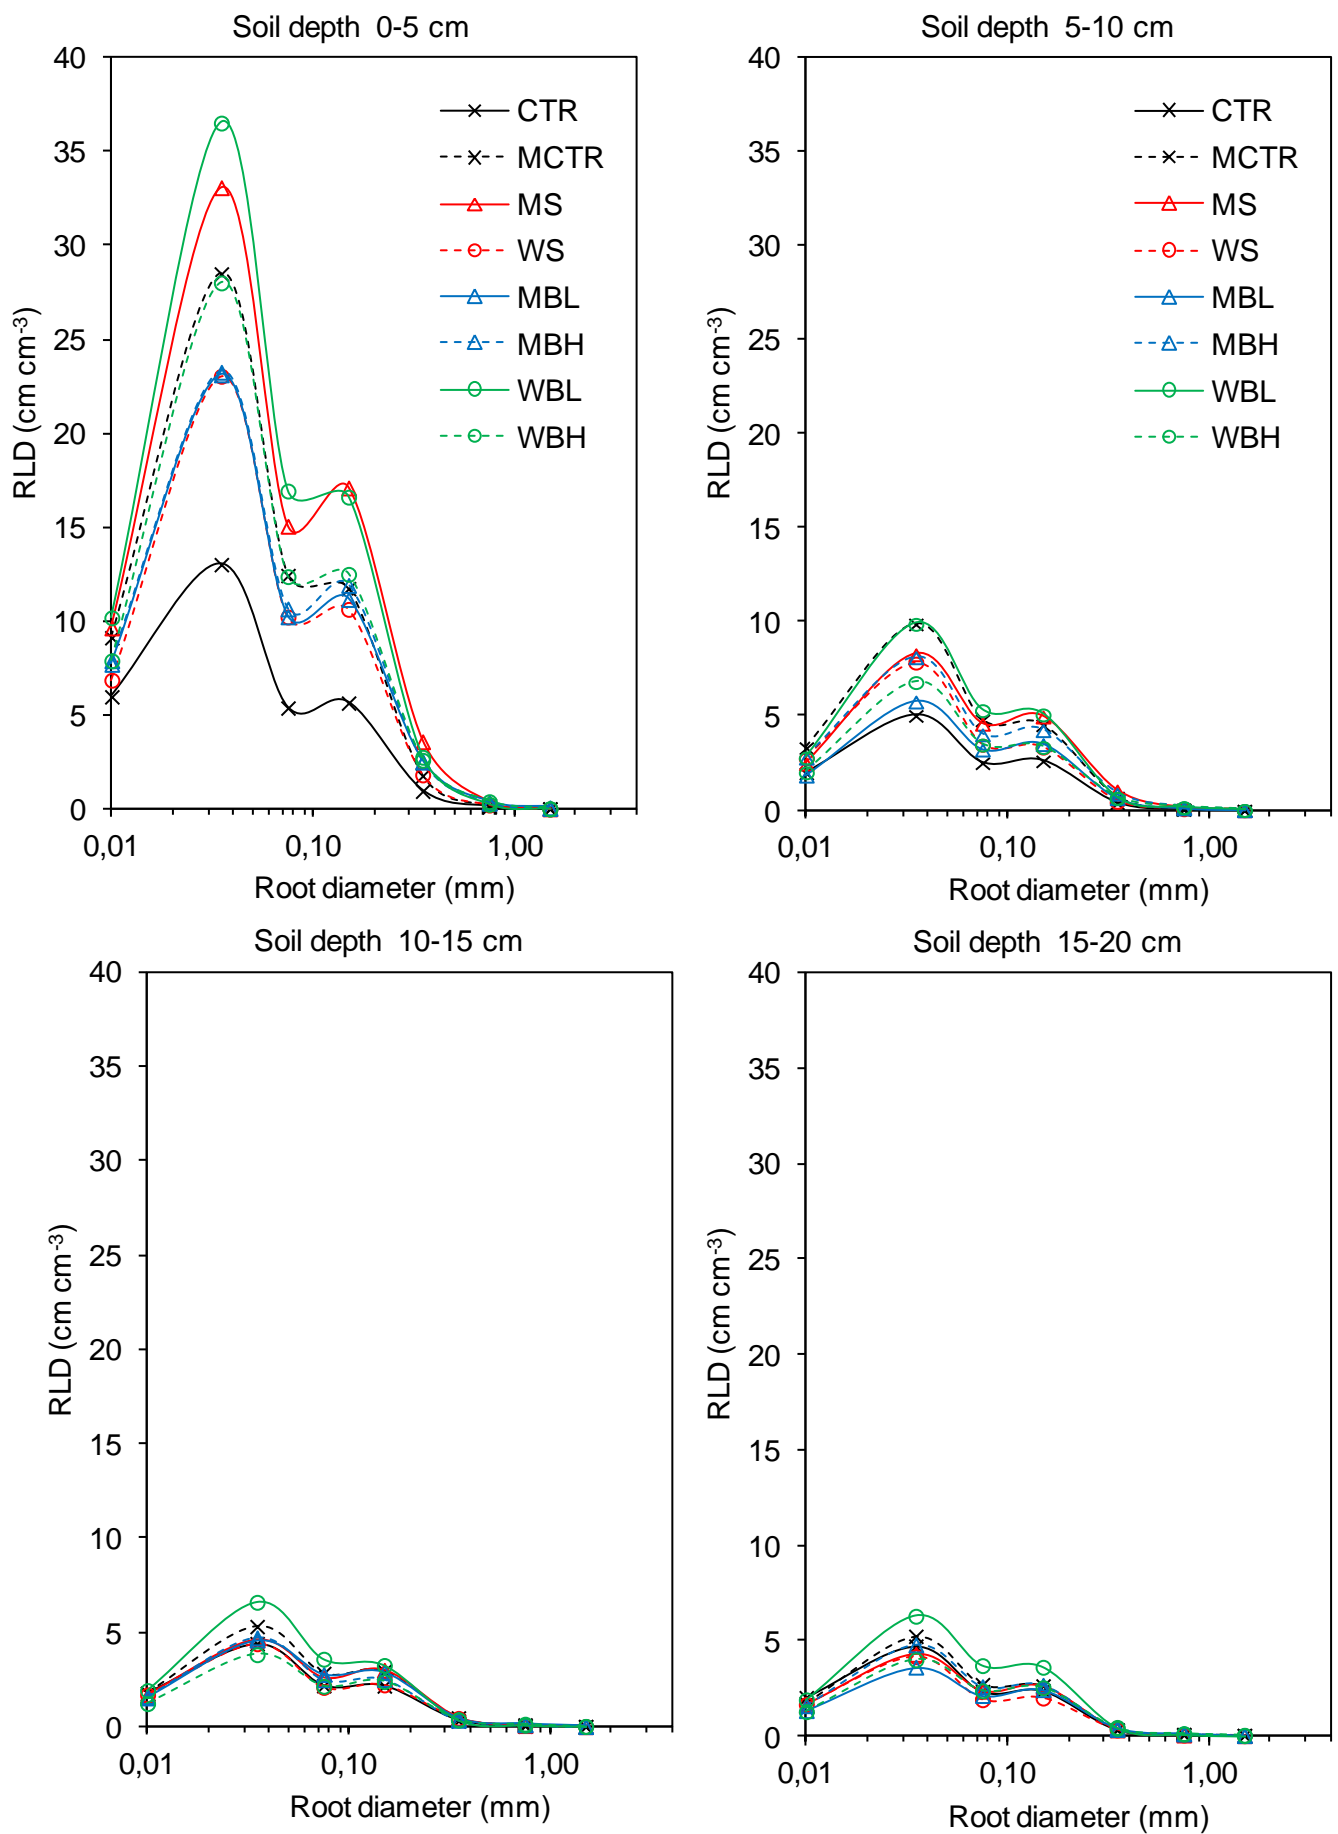 Soil depth 0-5 cm
40
35
30
25
20
15
10
5
0
RLD (cm cm-3)
CTR
MCTR
MS
WS
MBL
MBH
WBL
WBH
0,01
0,10
1,00
Root diameter (mm)
Soil depth 5-10 cm
40
35
30
25
20
15
10
5
0
RLD (cm cm-3)
CTR
MCTR
MS
WS
MBL
MBH
WBL
WBH
0,01
0,10
1,00
Root diameter (mm)
Soil depth 10-15 cm
40
35
30
25
20
15
10
5
0
RLD (cm cm-3)
0,01
0,10
1,00
Root diameter (mm)
Soil depth 15-20 cm
40
35
30
25
20
15
10
5
0
RLD (cm cm-3)
0,01
0,10
1,00
Root diameter (mm)